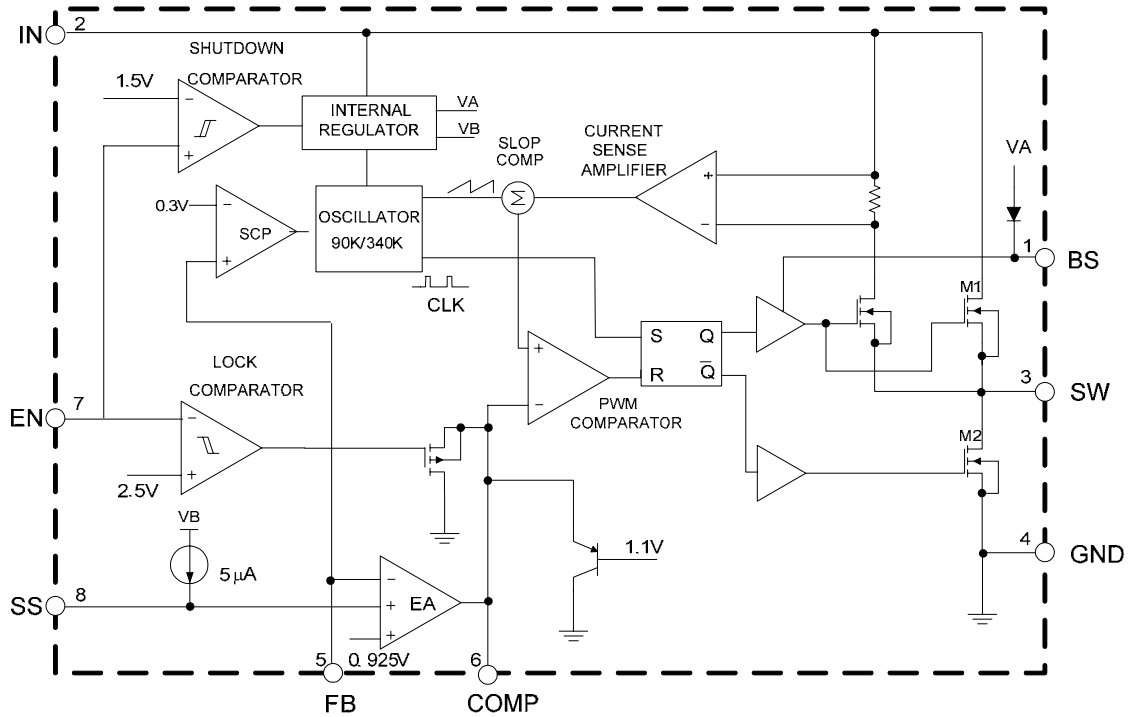 IN
2
SHUTDOWN
COMPARATOR
1.5V
−
+
INTERNAL
REGULATOR
VA
VB
SLOP
COMP
CURRENT
SENSE
AMPLIFIER
+
−
VA
0.3V
−
SCP
+
OSCILLATOR
90K/340K
Σ
CLK
1
BS
M1
S
Q
R
Q̅
+
−
PWM
COMPARATOR
LOCK
COMPARATOR
3
SW
EN
7
−
+
2.5V
M2
VB
5μA
1.1V
4
GND
SS
8
−
EA
+
+
0.925V
5
FB
6
COMP